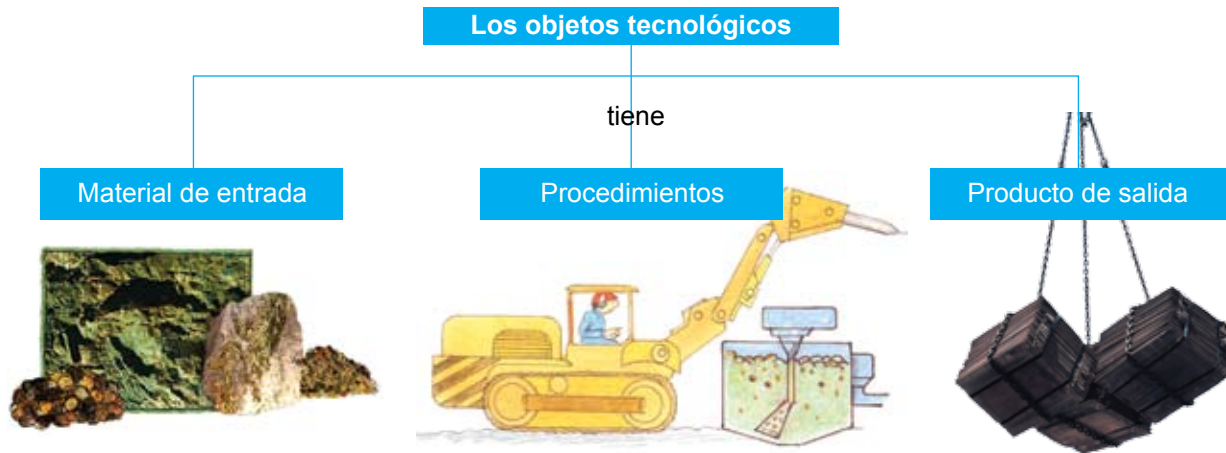 Los objetos tecnológicos
tiene
Material de entrada
Procedimientos
Producto de salida